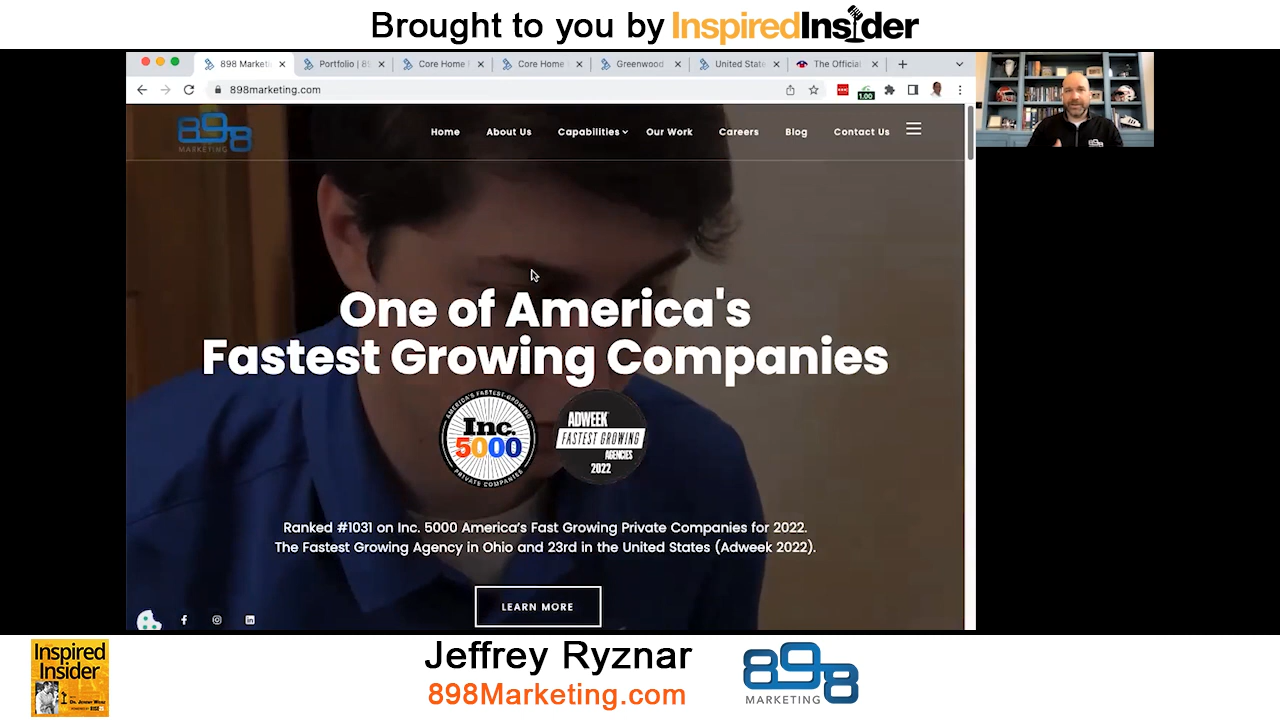 Brought to you by InspiredInsider
898 Marketi
Portfolio | 8
Core Home
Core Home
Greenwood
United State
The Official
898marketing.com
1.00
898
MARKETING
Home
About Us
Capabilities
Our Work
Careers
Blog
Contact Us
One of America's
Fastest Growing Companies
AMERICA'S FASTEST-GROWING
Inc.
5000
PRIVATE COMPANIES
ADWEEK
FASTEST GROWING
AGENCIES
2022
Ranked #1031 on Inc. 5000 America's Fast Growing Private Companies for 2022.
The Fastest Growing Agency in Ohio and 23rd in the United States (Adweek 2022).
LEARN MORE
Inspired
Insider
Jeffrey Ryznar
898Marketing.com
898
MARKETING